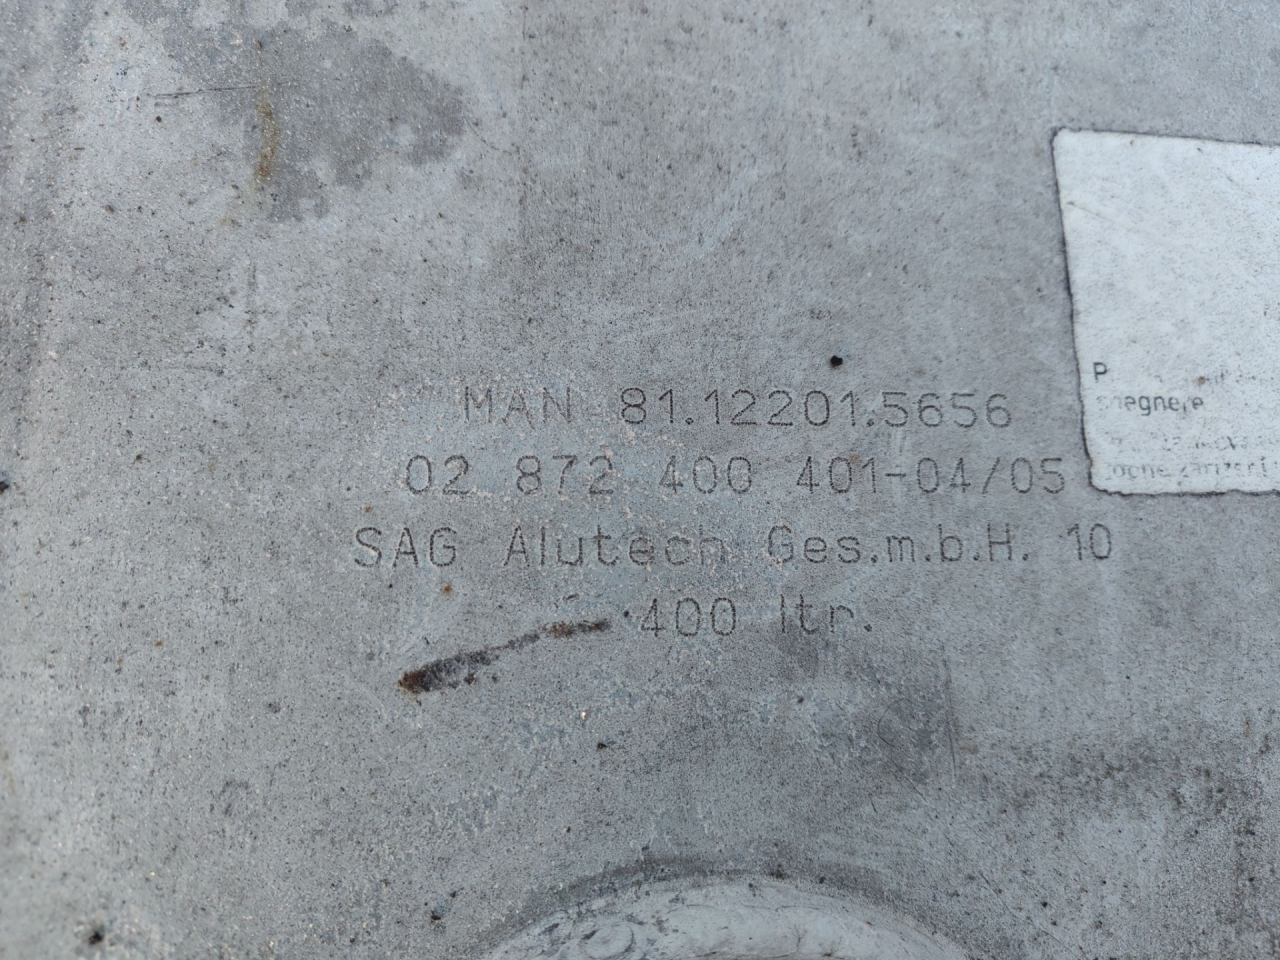 MAN 81.12201.5656
02 872 400 401-04/05
SAG Alutech Ges.m.b.H. 10
400 ltr.
P